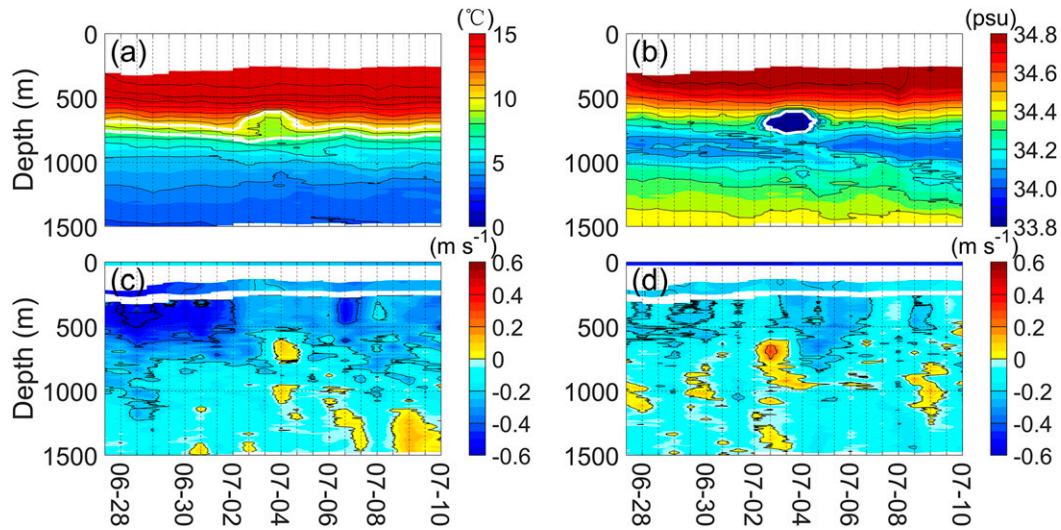 (℃) (psu)
0 (a) 15 0 (b) 34.8
34.6
500 10 500 34.4
Depth (m)
1000 5 1000 34.2
34.0
1500 0 1500 33.8
(m s⁻¹) (m s⁻¹)
0 (c) 0.6 0 (d) 0.6
0.4 0.4
500 0.2 500 0.2
Depth (m) 0 0
1000 -0.2 1000 -0.2
-0.4 -0.4
1500 -0.6 1500 -0.6
06-28 06-30 07-02 07-04 07-06 07-08 07-10 06-28 06-30 07-02 07-04 07-06 07-08 07-10